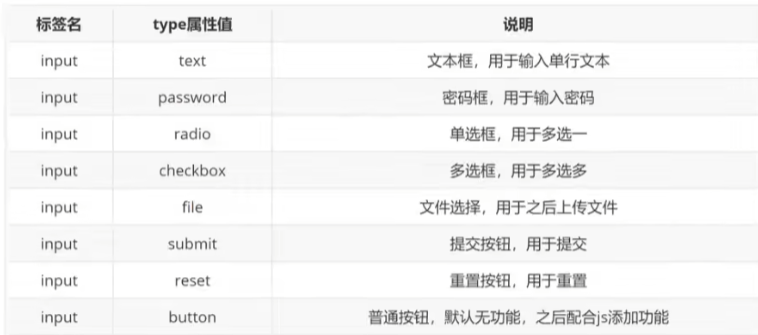 标签名 type属性值 说明
input text 文本框，用于输入单行文本
input password 密码框，用于输入密码
input radio 单选框，用于多选一
input checkbox 多选框，用于多选多
input file 文件选择，用于之后上传文件
input submit 提交按钮，用于提交
input reset 重置按钮，用于重置
input button 普通按钮，默认无功能，之后配合js添加功能